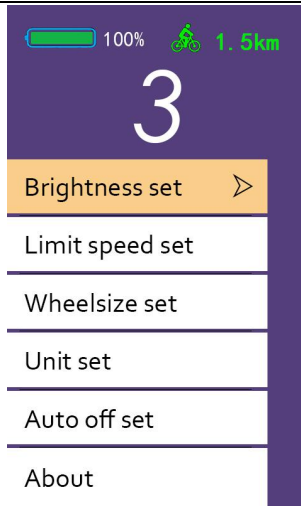 100% 1.5km
3
Brightness set
Limit speed set
Wheelsize set
Unit set
Auto off set
About